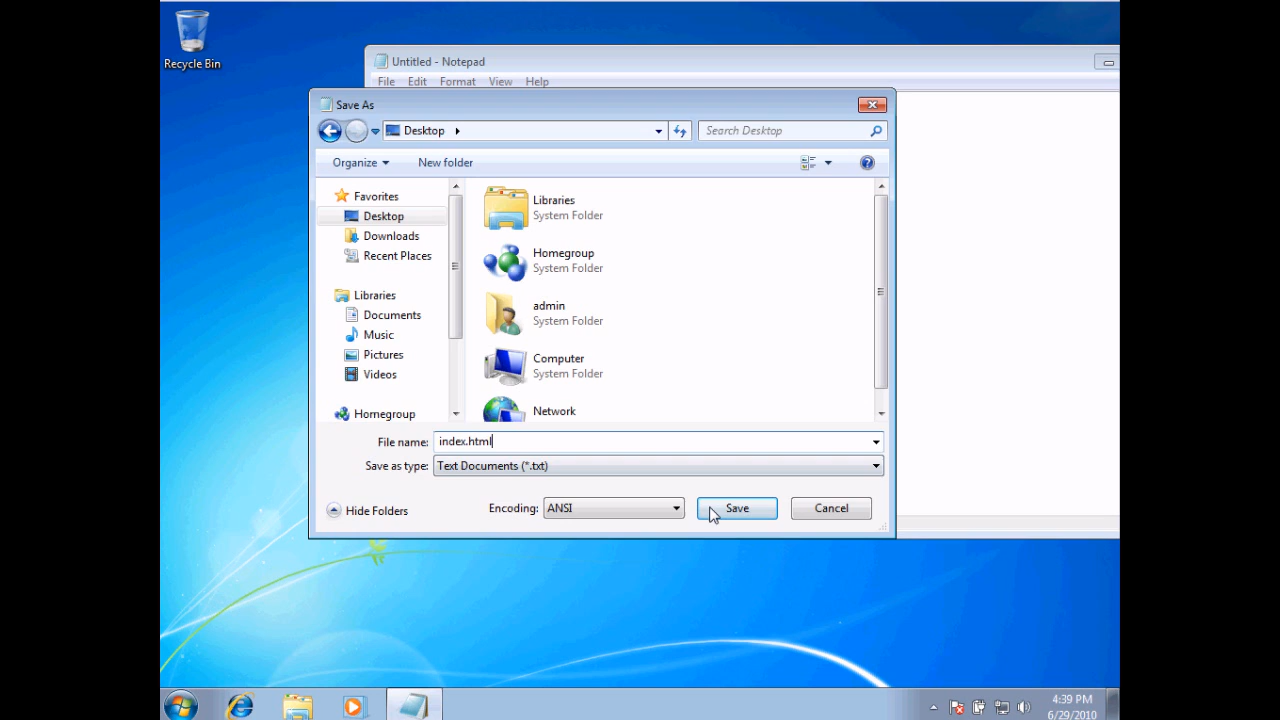 Recycle Bin
Untitled - Notepad
File Edit Format View Help
Save As
Desktop
Search Desktop
Organize New folder
Favorites
Desktop
Downloads
Recent Places
Libraries
Documents
Music
Pictures
Videos
Homegroup
Libraries
System Folder
Homegroup
System Folder
admin
System Folder
Computer
System Folder
Network
File name: index.html
Save as type: Text Documents (*.txt)
Hide Folders Encoding: ANSI Save Cancel
4:39 PM
6/29/2010